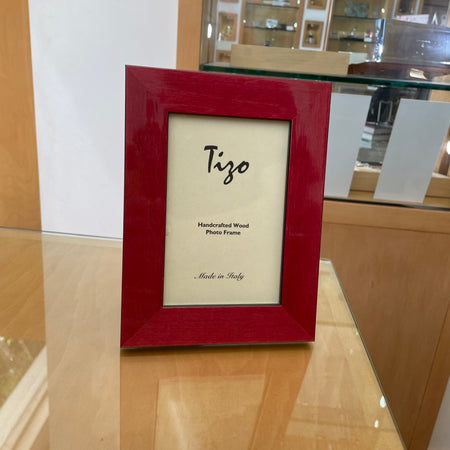 Tizo
Handcrafted Wood
Photo Frame
Made in Italy